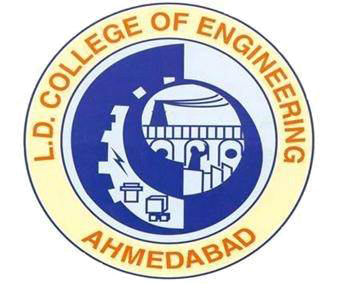 L.D. COLLEGE OF ENGINEERING
AHMEDABAD